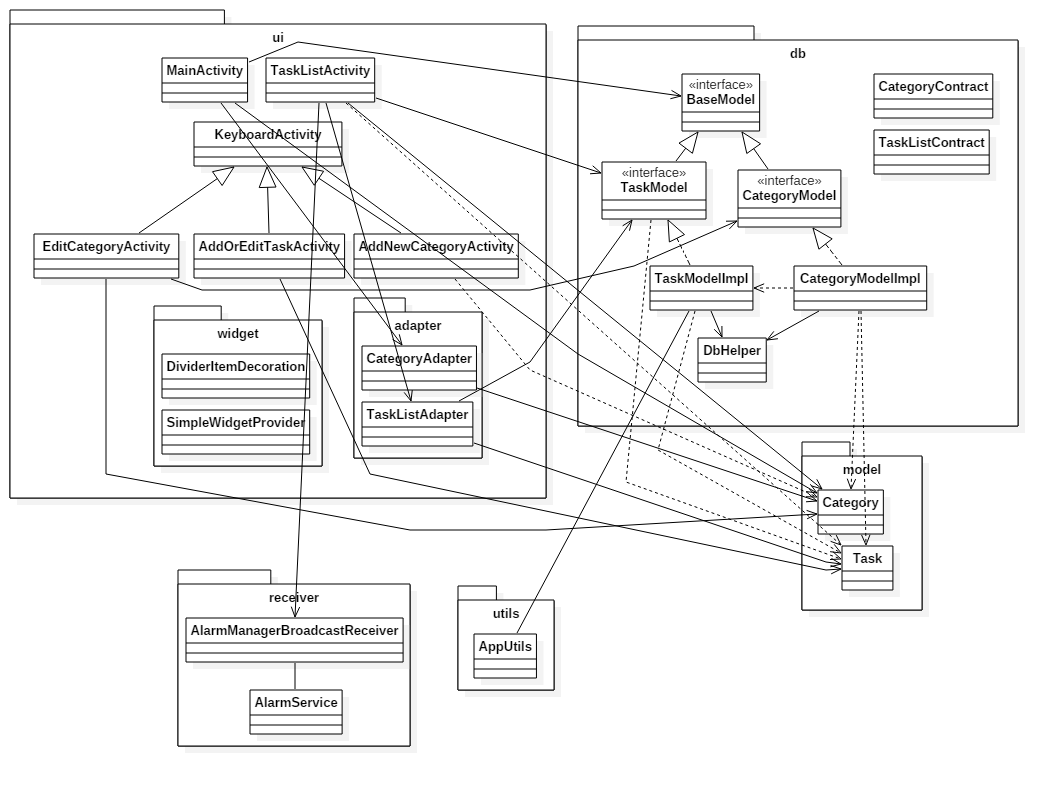 ui
MainActivity
TaskListActivity
KeyboardActivity
EditCategoryActivity
AddOrEditTaskActivity
AddNewCategoryActivity
widget
DividerItemDecoration
SimpleWidgetProvider
adapter
CategoryAdapter
TaskListAdapter
db
«interface»
BaseModel
CategoryContract
TaskListContract
«interface»
TaskModel
«interface»
CategoryModel
TaskModelImpl
CategoryModelImpl
DbHelper
model
Category
Task
receiver
AlarmManagerBroadcastReceiver
AlarmService
utils
AppUtils